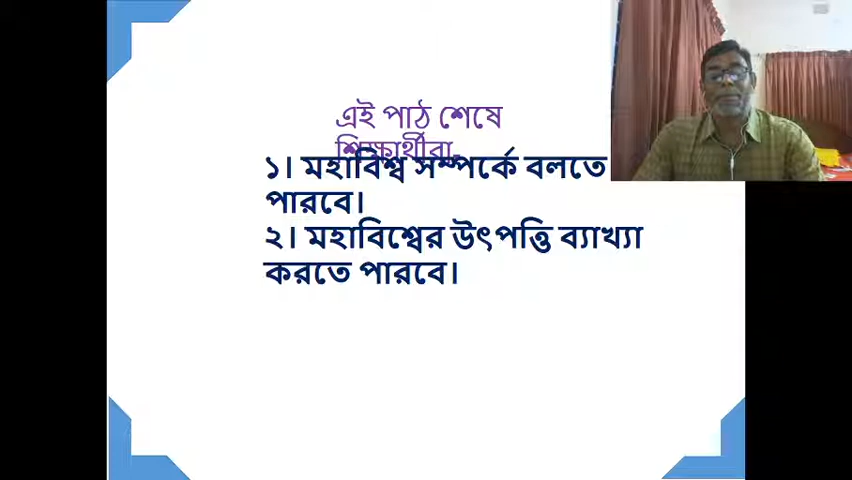 এই পাঠ শেষে
শিক্ষার্থীরা-
১। মহাবিশ্ব সম্পর্কে বলতে
পারবে।
২। মহাবিশ্বের উৎপত্তি ব্যাখ্যা
করতে পারবে।